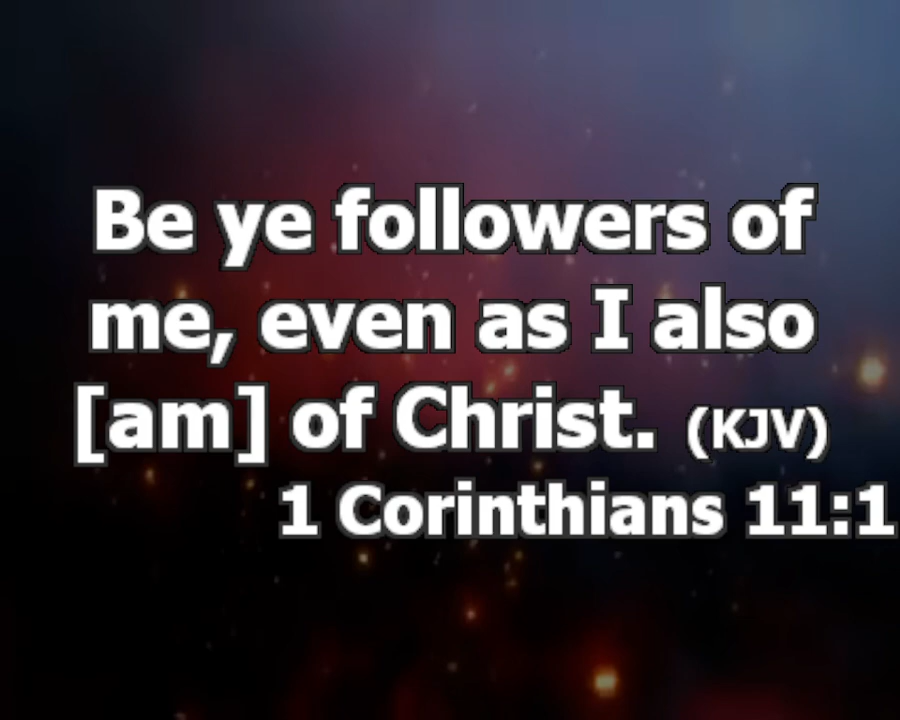 Be ye followers of
me, even as I also
[am] of Christ. (KJV)
1 Corinthians 11:1